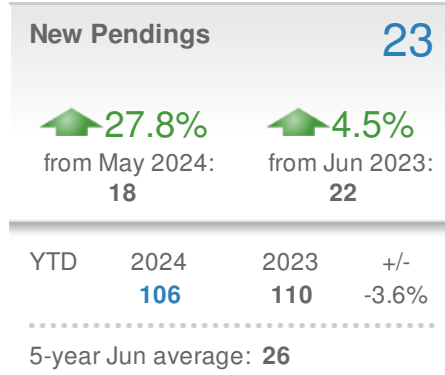 New Pendings 23
27.8% 4.5%
from May 2024: from Jun 2023:
18 22
YTD 2024 2023 +/-
106 110 -3.6%
5-year Jun average: 26